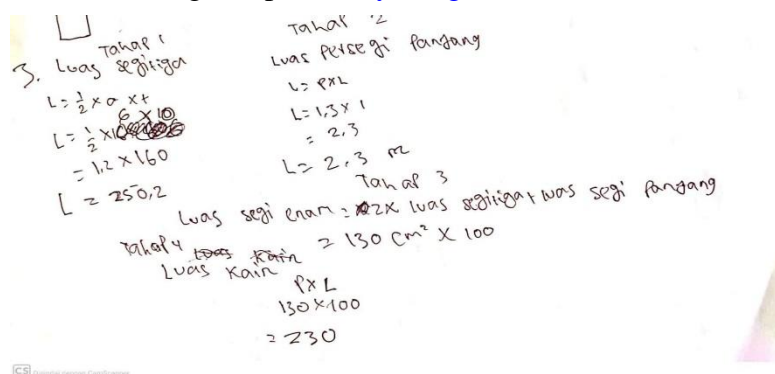 Tahap 1
3. Luas segitiga
L = 1/2 x a x t
6 x 10
L = 1/2 x 10
= 1.2 x 160
L = 250,2
Tahap 2
Luas Persegi Panjang
L = P x L
L = 1,3 x 1
= 2,3
L = 2,3 m
Tahap 3
Luas segi enam = 2x luas segitiga + luas segi panjang
= 130 cm² x 100
Tahap 4
Luas Kain
P x L
130 x 100
= 230
CS